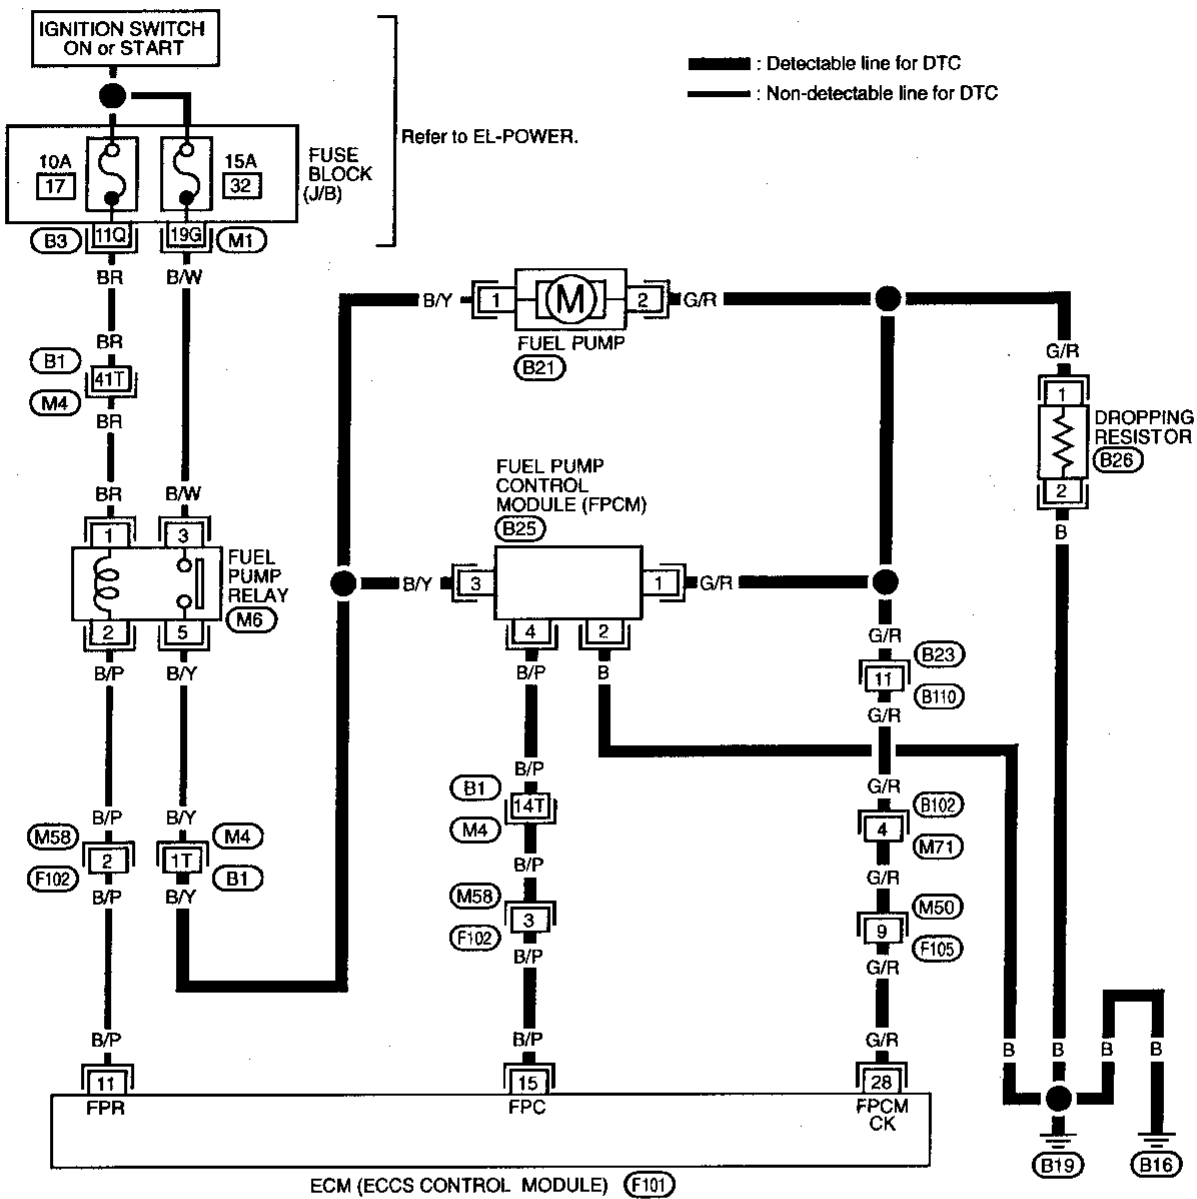 IGNITION SWITCH
ON or START
: Detectable line for DTC
: Non-detectable line for DTC
Refer to EL-POWER.
10A
17
15A
32
FUSE
BLOCK
(J/B)
B3
11Q
19G
M1
BR
B/W
B/Y
1
M
2
G/R
FUEL PUMP
B21
BR
B1
41T
M4
BR
G/R
1
DROPPING
RESISTOR
B26
2
B
FUEL PUMP
CONTROL
MODULE (FPCM)
B25
BR
B/W
1
3
FUEL
PUMP
RELAY
M6
2
5
B/Y
3
1
G/R
4
2
B/P
B/Y
B/P
B
G/R
B23
11
B110
G/R
B/P
B/Y
M58
2
F102
M4
1T
B1
B/P
B/Y
B/P
B1
14T
M4
B/P
M58
3
F102
B/P
G/R
B102
4
M71
G/R
M50
9
F105
G/R
B/P
B/P
G/R
B
B
B
B
11
FPR
15
FPC
28
FPCM
CK
B19
B16
ECM (ECCS CONTROL MODULE)
F101